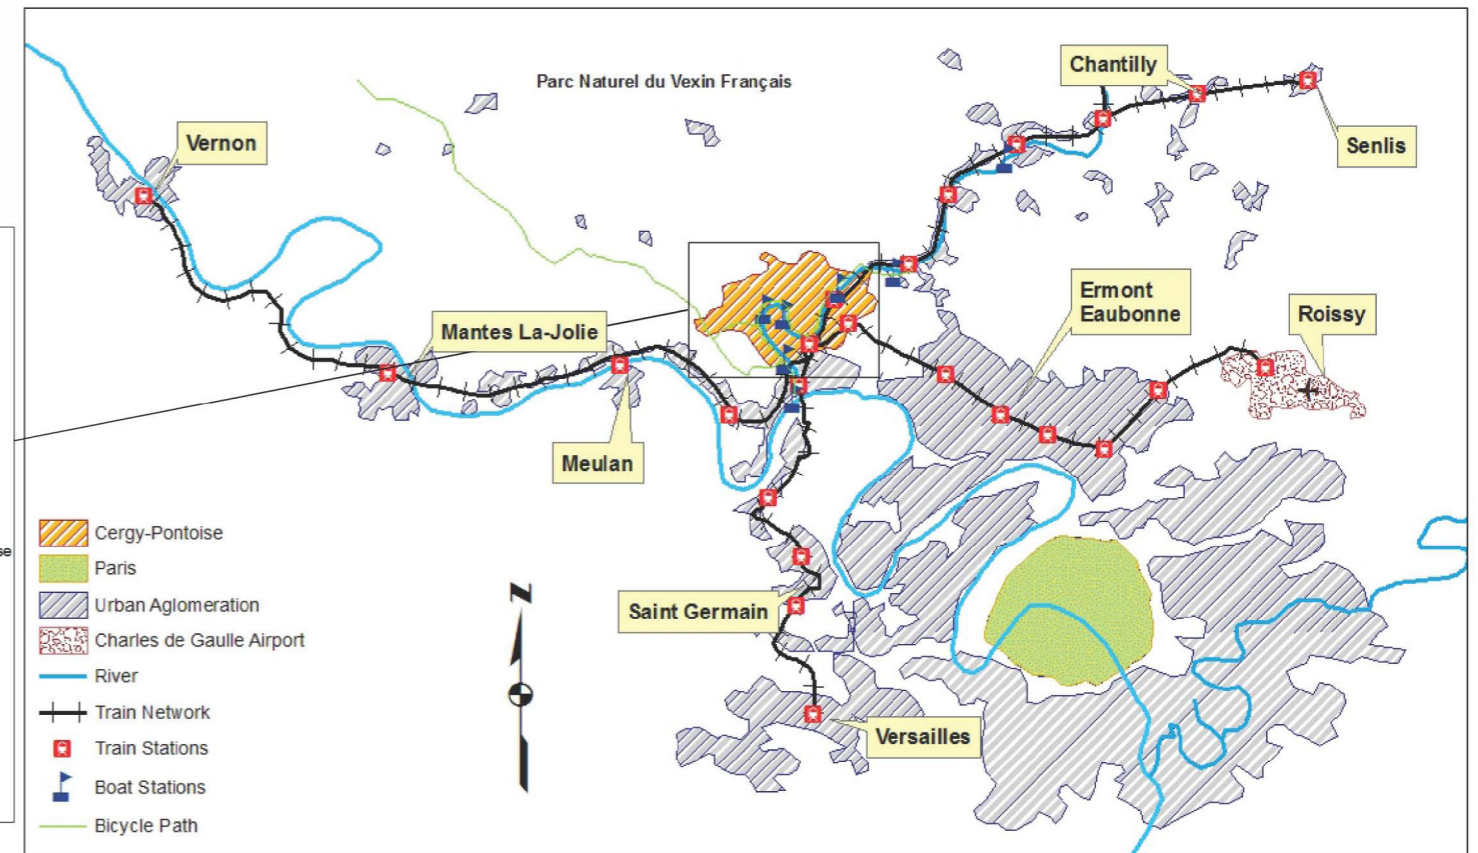 Parc Naturel du Vexin Français
Chantilly
Senlis
Vernon
Ermont
Eaubonne
Roissy
Mantes La-Jolie
Meulan
Cergy-Pontoise
Paris
Urban Aglomeration
Charles de Gaulle Airport
River
Train Network
Train Stations
Boat Stations
Bicycle Path
Saint Germain
Versailles
se
N